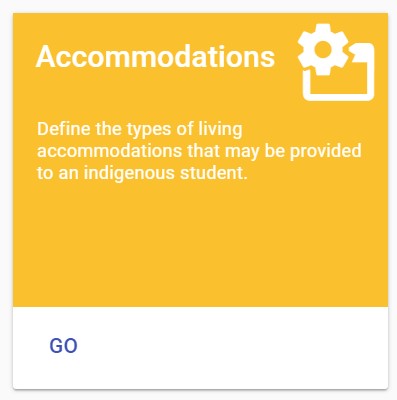 Accommodations
Define the types of living
accommodations that may be provided
to an indigenous student.
GO